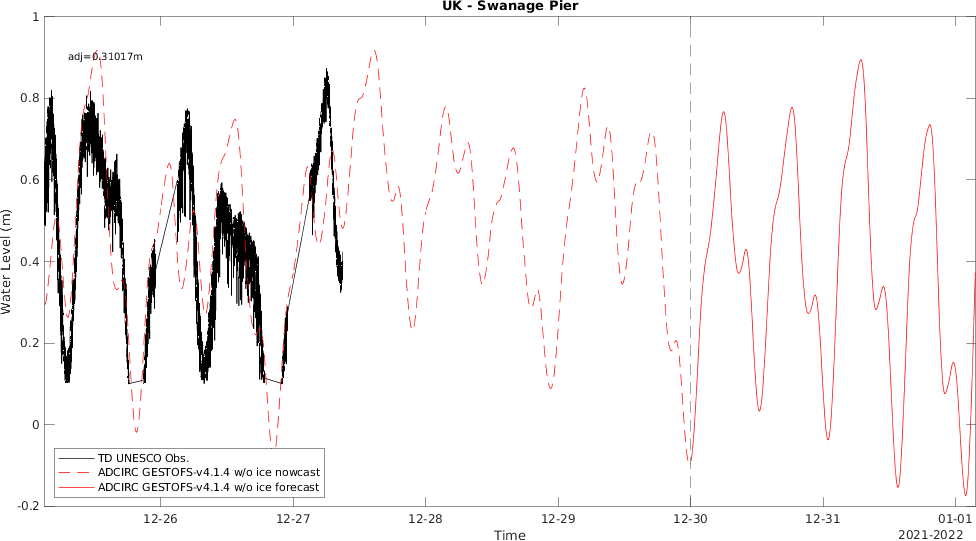 UK - Swanage Pier
adj=0.31017m
1
0.8
0.6
0.4
0.2
0
-0.2
Water Level (m)
TD UNESCO Obs.
ADCIRC GESTOFS-v4.1.4 w/o ice nowcast
ADCIRC GESTOFS-v4.1.4 w/o ice forecast
12-26 12-27 12-28 12-29 12-30 12-31 01-01
Time
2021-2022